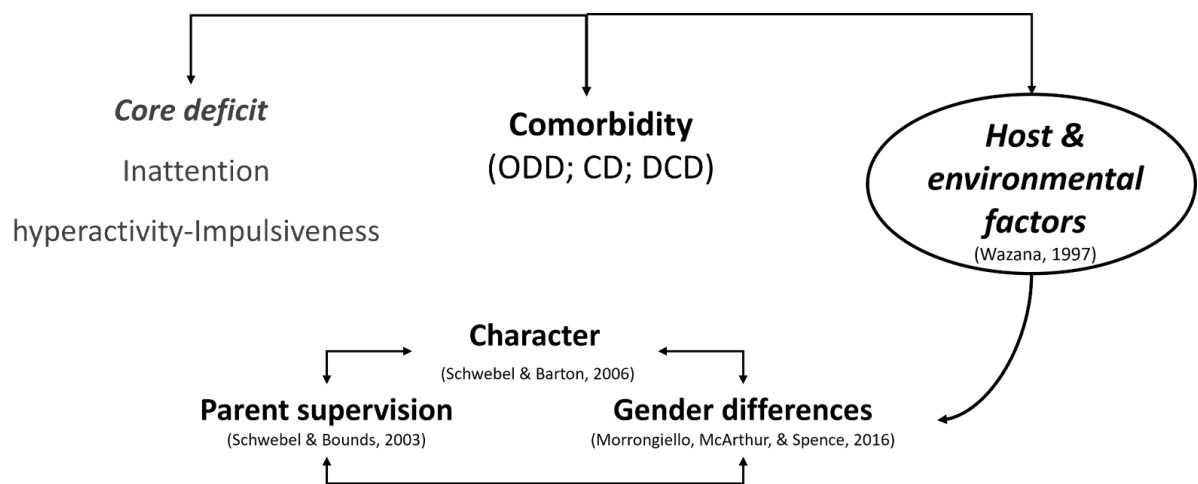 Core deficit
Inattention
hyperactivity-Impulsiveness
Comorbidity
(ODD; CD; DCD)
Host &
environmental
factors
(Wazana, 1997)
Character
(Schwebel & Barton, 2006)
Parent supervision
(Schwebel & Bounds, 2003)
Gender differences
(Morrongiello, McArthur, & Spence, 2016)